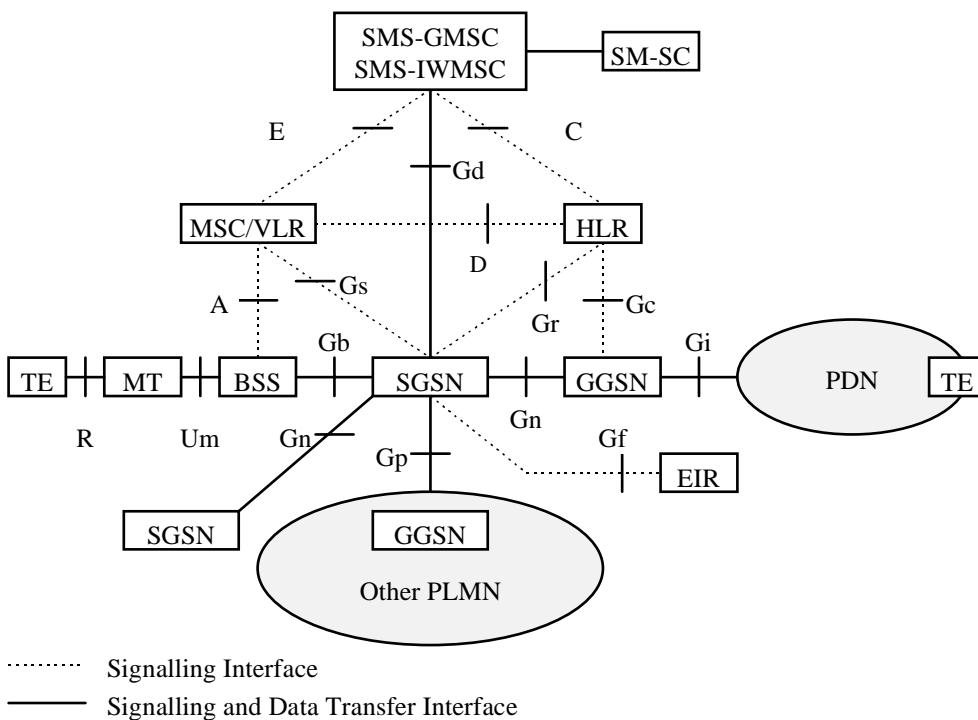 SMS-GMSC
SMS-IWMSC
SM-SC
E
C
Gd
MSC/VLR
HLR
D
Gs
A
Gr
Gc
Gb
Gi
TE
MT
BSS
SGSN
GGSN
PDN
TE
R
Um
Gn
Gn
Gp
Gf
EIR
SGSN
GGSN
Other PLMN
Signalling Interface
Signalling and Data Transfer Interface